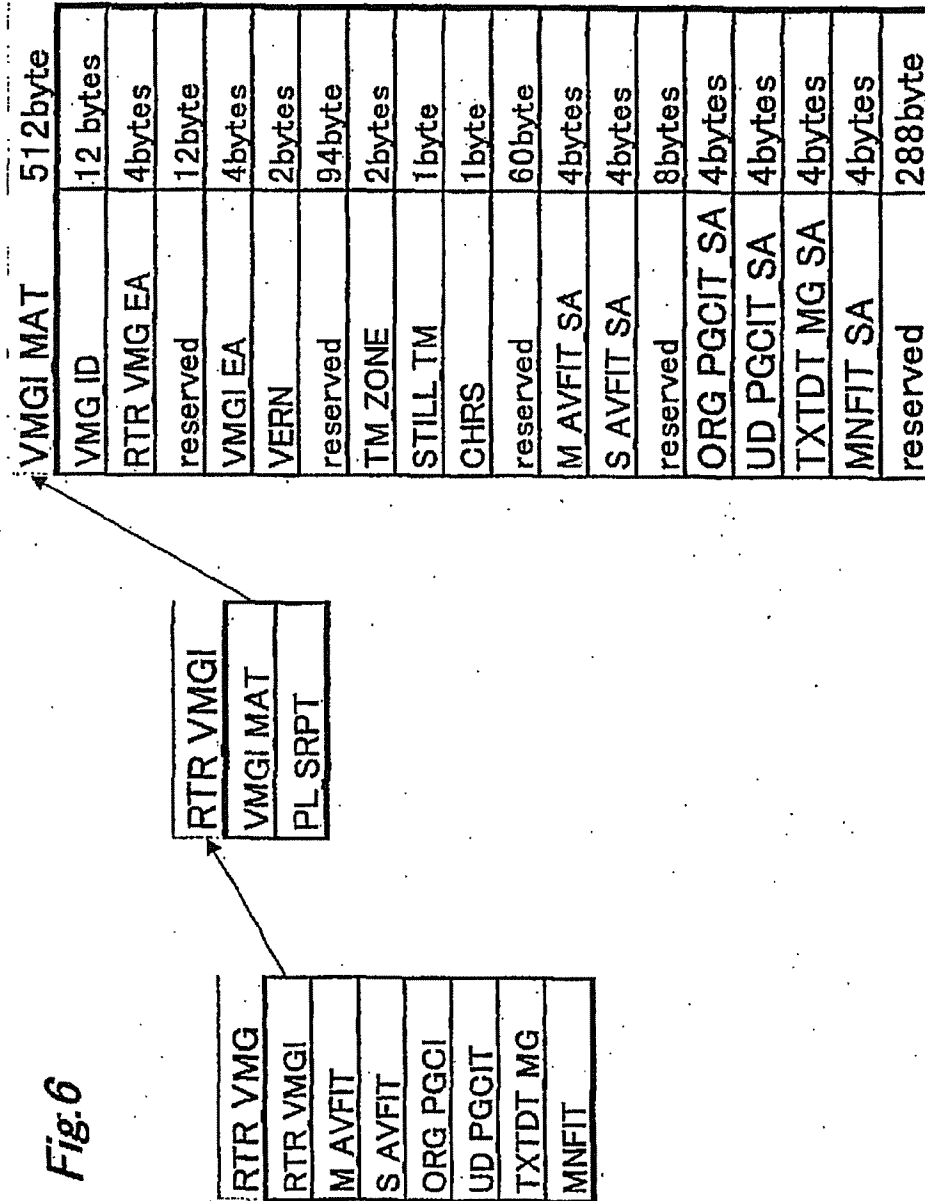 Fig.6
RTR VMG
RTR VMGI
M AVFIT
S AVFIT
ORG PGCI
UD PGCIT
TXTDT MG
MNFIT
RTR VMGI
VMGI MAT
PL SRPT
VMGI MAT 512byte
VMG ID 12 bytes
RTR VMG EA 4bytes
reserved 12byte
VMGI EA 4bytes
VERN 2bytes
reserved 94byte
TM ZONE 2bytes
STILL TM 1byte
CHRS 1byte
reserved 60byte
M AVFIT SA 4bytes
S AVFIT SA 4bytes
reserved 8byte
ORG PGCIT SA 4bytes
UD PGCIT SA 4bytes
TXTDT MG SA 4bytes
MNFIT SA 4bytes
reserved 288byte